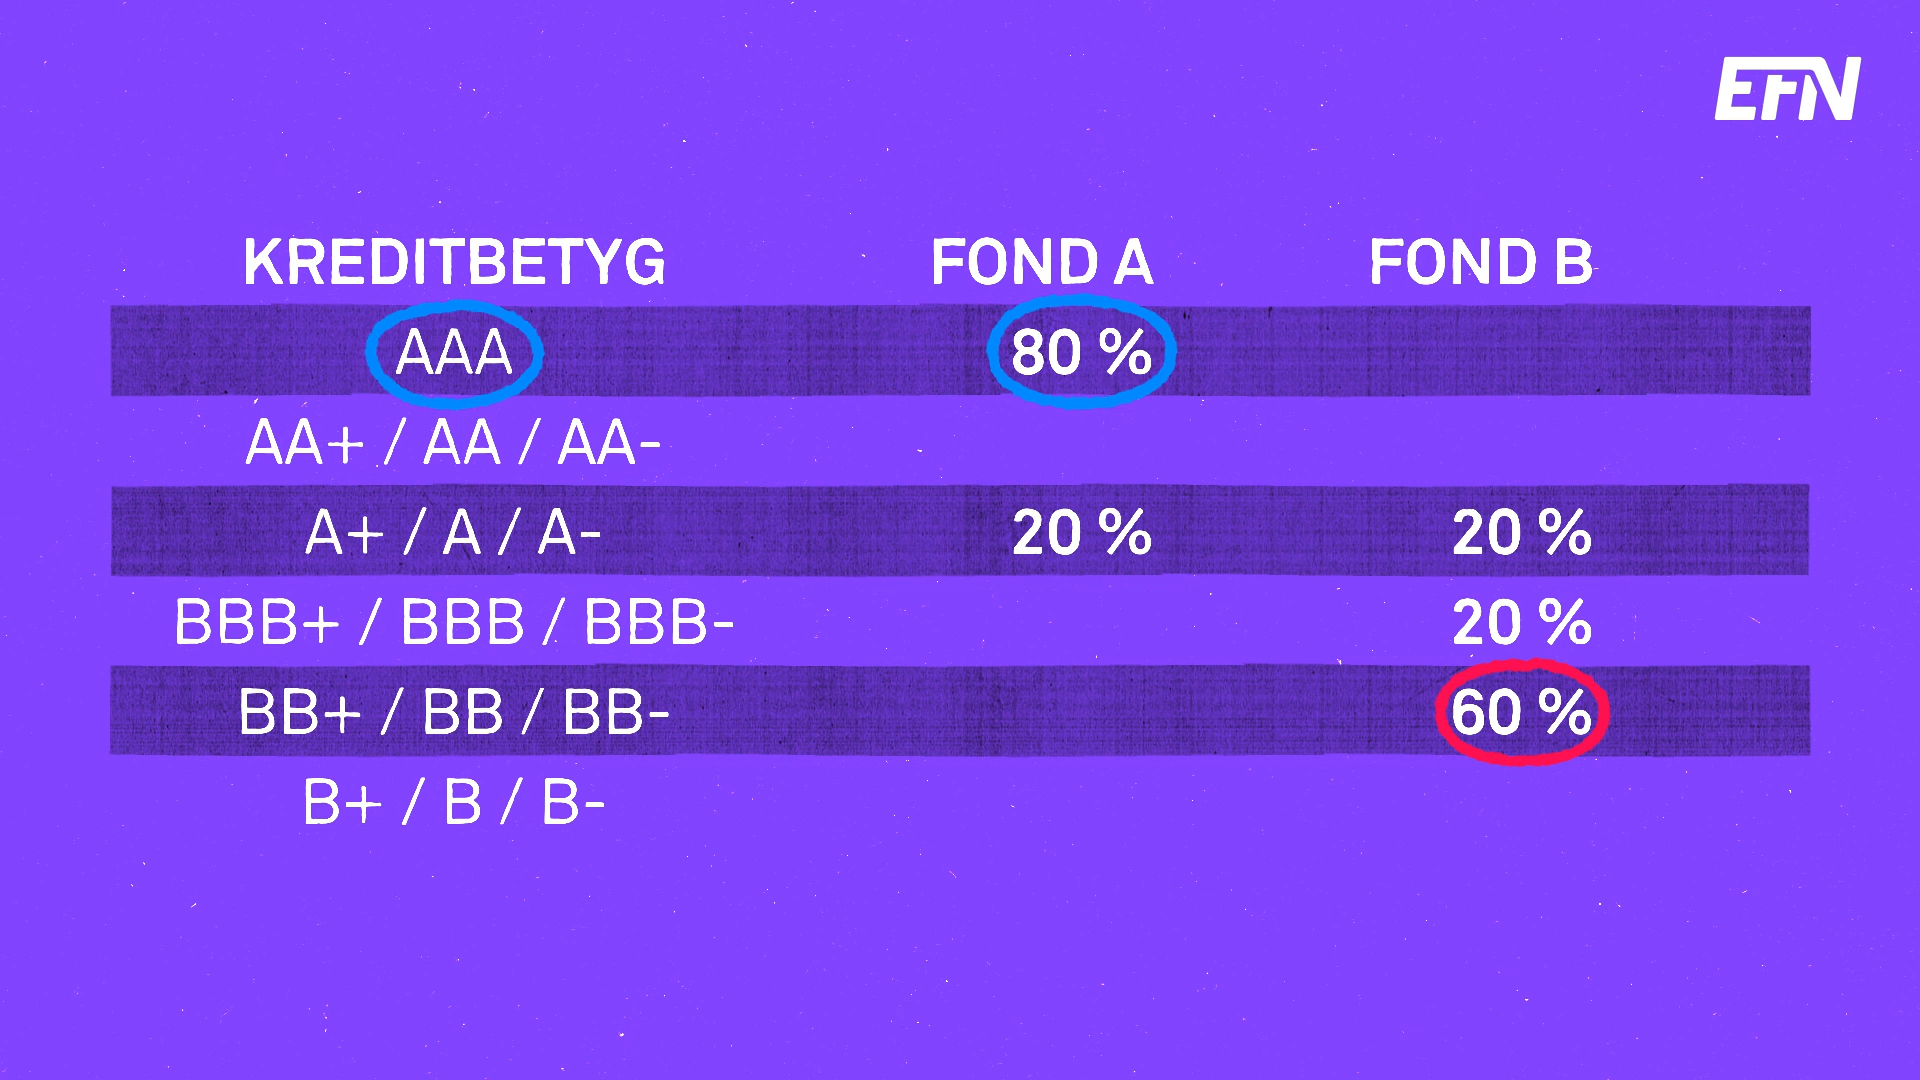 EFN
KREDITBETYG FOND A FOND B
AAA 80 %
AA+ / AA / AA-
A+ / A / A- 20 % 20 %
BBB+ / BBB / BBB- 20 %
BB+ / BB / BB- 60 %
B+ / B / B-